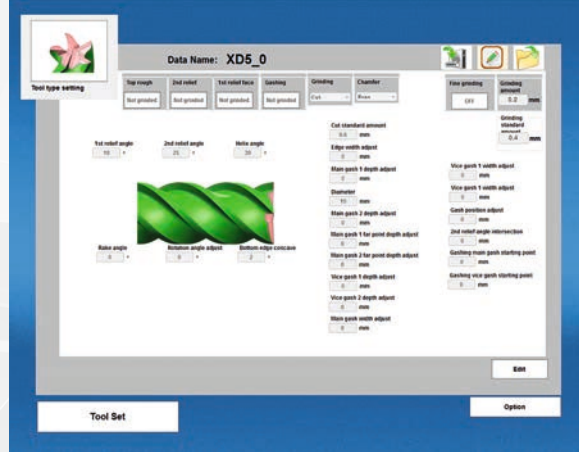 Data Name: XD5_0
Tool type setting
Top rough 2nd relief 1st relief face Gashing Grinding Chamfer Fine grinding Grinding amount
Not grinded Not grinded Not grinded Not grinded Cut OFF 0.2 mm
Grinding standard amount
0.4 mm
Cut standard amount
mm
1st relief angle 2nd relief angle Helix angle
10 ° 25 ° 30 °
Edge width adjust
0 mm
Main gash 1 depth adjust
0 mm
Diameter
10 mm
Main gash 2 depth adjust
0 mm
Main gash 1 far point depth adjust
0 mm
Main gash 2 far point depth adjust
0 mm
Vice gash 1 depth adjust
0 mm
Vice gash 2 depth adjust
0 mm
Main gash width adjust
0 mm
Rake angle Rotation angle adjust Bottom edge concave
° 0 ° 2 °
Vice gash 1 width adjust
0 mm
Vice gash 1 width adjust
0 mm
Gash position adjust
0 mm
2nd relief angle intersection
0 mm
Gashing main gash starting point
0 mm
Gashing vice gash starting point
0 mm
Edit
Tool Set
Option